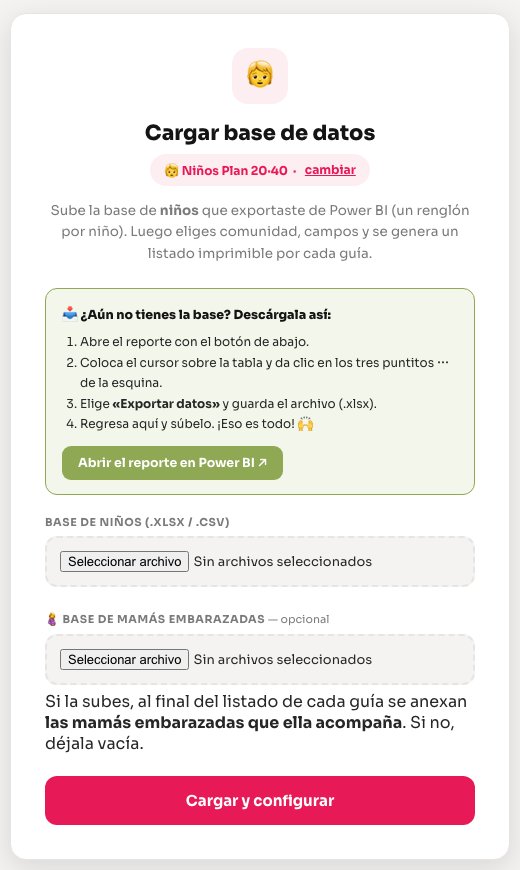 Cargar base de datos
👧 Niños Plan 20·40 · cambiar
Sube la base de niños que exportaste de Power BI (un renglón
por niño). Luego eliges comunidad, campos y se genera un
listado imprimible por cada guía.
📥 ¿Aún no tienes la base? Descárgala así:
1. Abre el reporte con el botón de abajo.
2. Coloca el cursor sobre la tabla y da clic en los tres puntitos ⋯
de la esquina.
3. Elige «Exportar datos» y guarda el archivo (.xlsx).
4. Regresa aquí y súbelo. ¡Eso es todo! 🙌
Abrir el reporte en Power BI ↗
BASE DE NIÑOS (.XLSX / .CSV)
Seleccionar archivo Sin archivos seleccionados
🤰 BASE DE MAMÁS EMBARAZADAS — opcional
Seleccionar archivo Sin archivos seleccionados
Si la subes, al final del listado de cada guía se anexan
las mamás embarazadas que ella acompaña. Si no,
déjala vacía.
Cargar y configurar